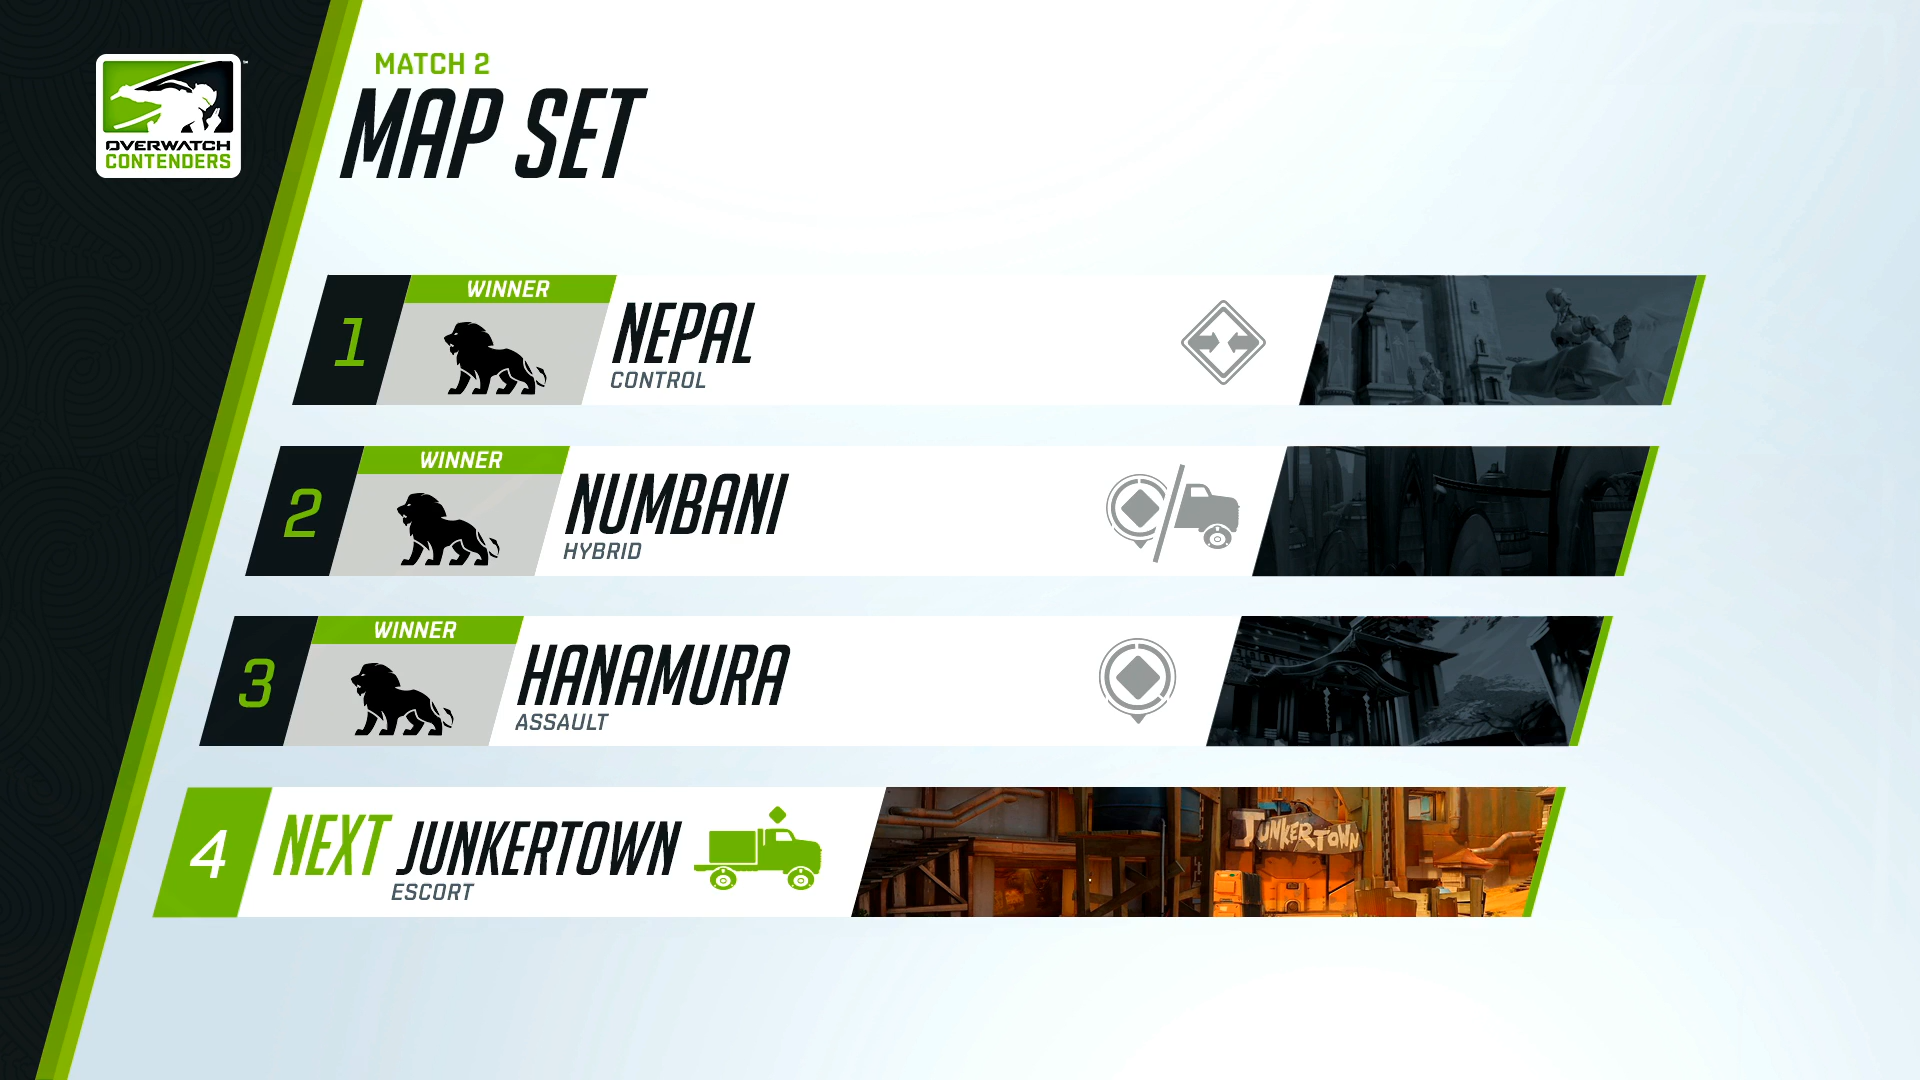 OVERWATCH
CONTENDERS
MATCH 2
MAP SET
1
WINNER
NEPAL
CONTROL
2
WINNER
NUMBANI
HYBRID
3
WINNER
HANAMURA
ASSAULT
4
NEXT JUNKERTOWN
ESCORT
JUNKERTOWN